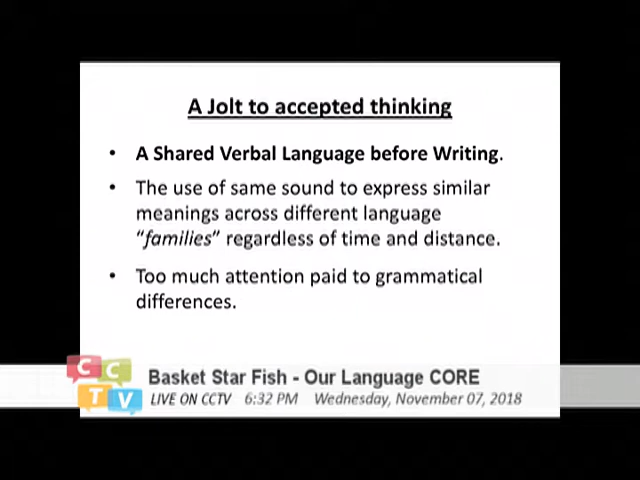 A Jolt to accepted thinking
• A Shared Verbal Language before Writing.
• The use of same sound to express similar
meanings across different language
“families” regardless of time and distance.
• Too much attention paid to grammatical
differences.
CC
TV
Basket Star Fish - Our Language CORE
LIVE ON CCTV 6:32 PM Wednesday, November 07, 2018